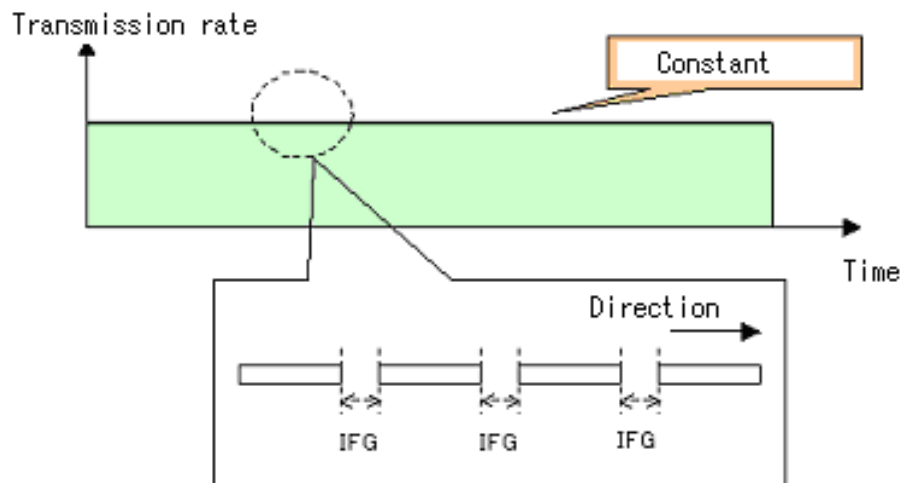 Transmission rate
Constant
Time
Direction
IFG IFG IFG